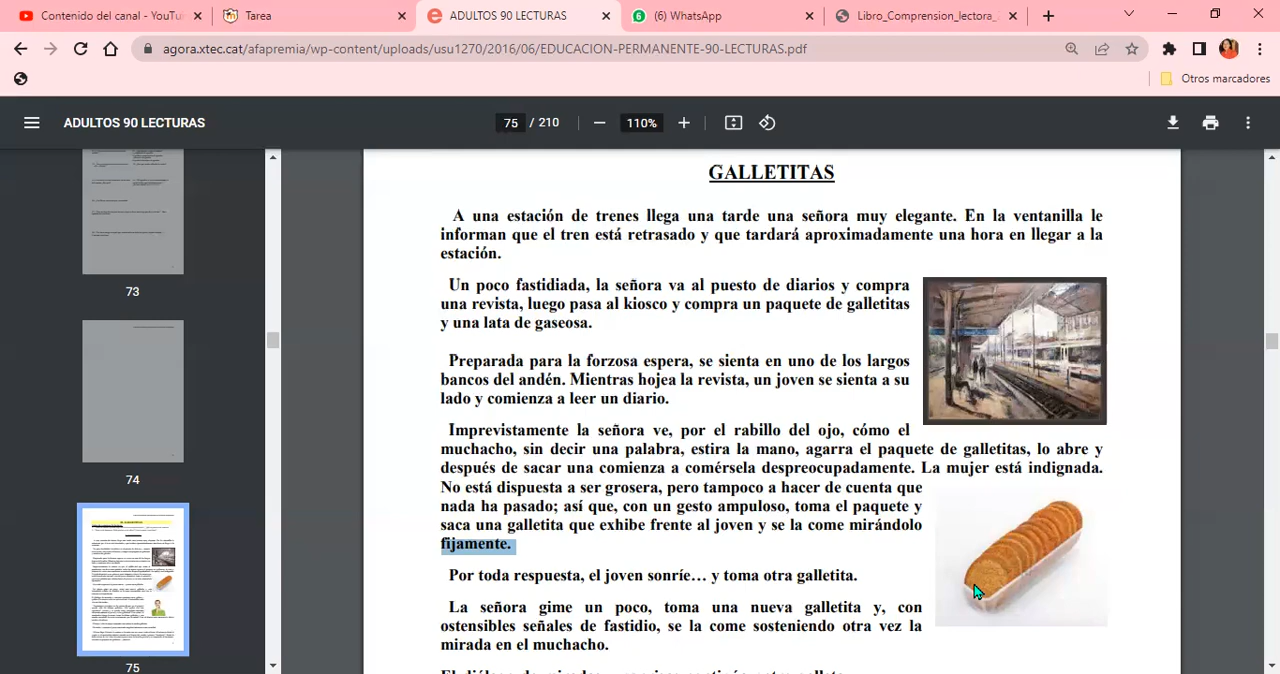 Contenido del canal - YouTu
Tarea
ADULTOS 90 LECTURAS
(6) WhatsApp
Libro_Comprension_lectora_
agora.xtec.cat/afapremia/wp-content/uploads/usu1270/2016/06/EDUCACION-PERMANENTE-90-LECTURAS.pdf
Otros marcadores
ADULTOS 90 LECTURAS
75 / 210
110%
73
74
75
GALLETITAS
A una estación de trenes llega una tarde una señora muy elegante. En la ventanilla le
informan que el tren está retrasado y que tardará aproximadamente una hora en llegar a la
estación.
Un poco fastidiada, la señora va al puesto de diarios y compra
una revista, luego pasa al kiosco y compra un paquete de galletitas
y una lata de gaseosa.
Preparada para la forzosa espera, se sienta en uno de los largos
bancos del andén. Mientras hojea la revista, un joven se sienta a su
lado y comienza a leer un diario.
Imprevistamente la señora ve, por el rabillo del ojo, cómo el
muchacho, sin decir una palabra, estira la mano, agarra el paquete de galletitas, lo abre y
después de sacar una comienza a comérsela despreocupadamente. La mujer está indignada.
No está dispuesta a ser grosera, pero tampoco a hacer de cuenta que
nada ha pasado; así que, con un gesto ampuloso, toma el paquete y
saca una galletita que exhibe frente al joven y se la come mirándolo
fijamente.
Por toda respuesta, el joven sonríe… y toma otra galletita.
La señora gime un poco, toma una nueva galletita y, con
ostensibles señales de fastidio, se la come sosteniendo otra vez la
mirada en el muchacho.